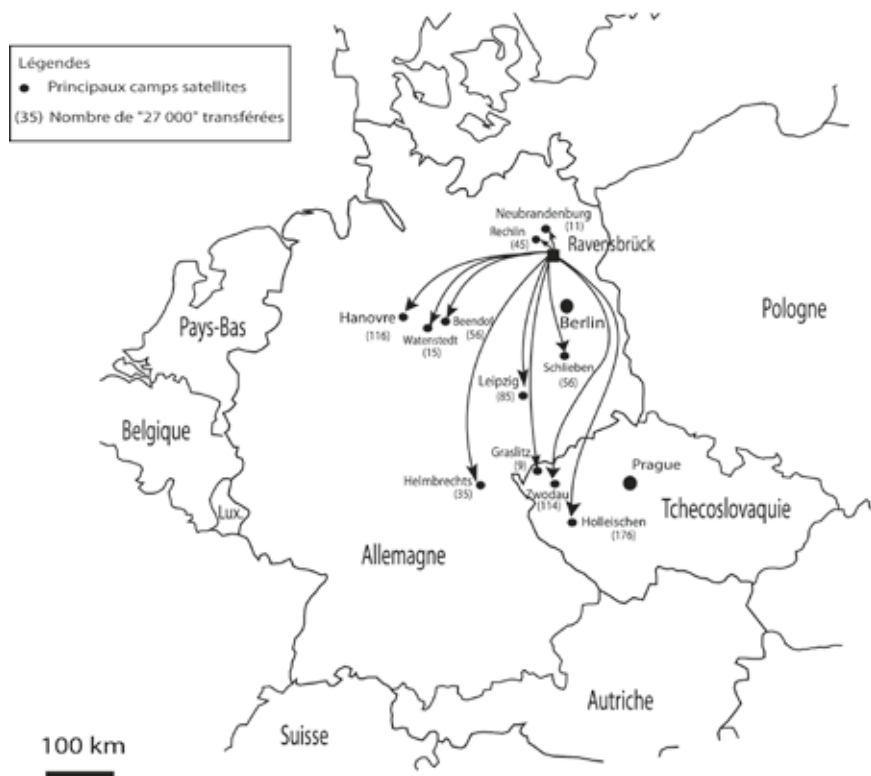 Légendes
Principaux camps satellites
(35) Nombre de "27 000" transférées
Neubrandenburg
(11)
Rechlin
(45)
Ravensbrück
Hanovre
(116)
Watenstedt
(15)
Beendof
(56)
Berlin
Pologne
Pays-Bas
Schlieben
(56)
Leipzig
(85)
Belgique
Graslitz
(9)
Prague
Helmbrechts
(35)
Zwodau
(114)
Tchecoslovaquie
Lux.
Holleischen
(176)
Allemagne
Autriche
Suisse
100 km